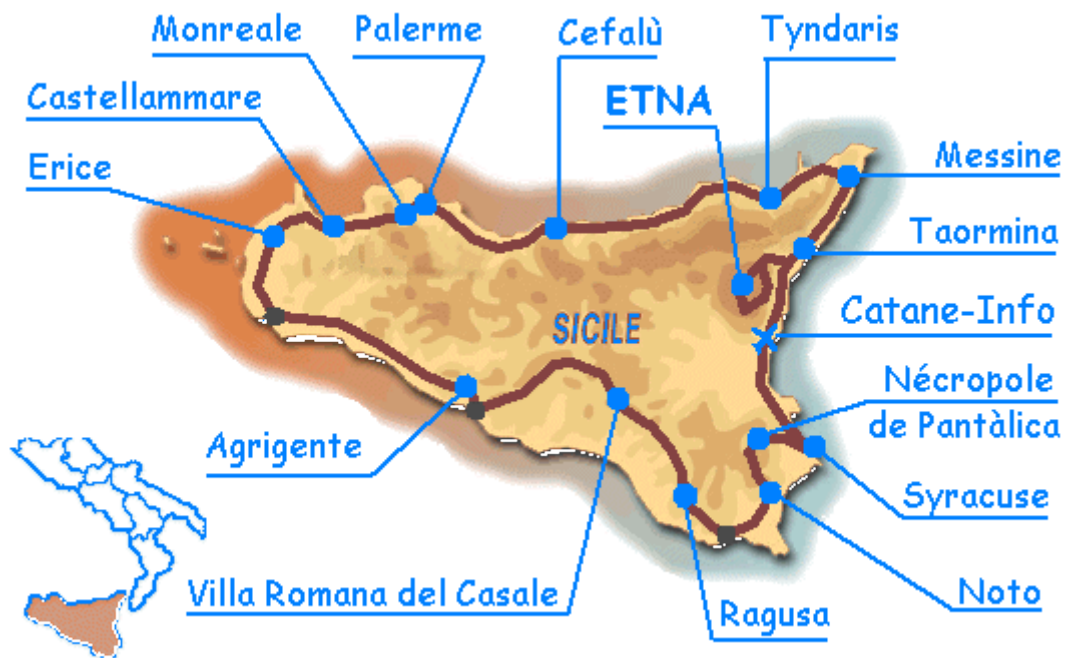 Monreale
Palerme
Cefalù
Tyndaris
Castellammare
ETNA
Erice
Messine
Taormina
SICILE
Catane-Info
Nécropole
de Pantàlica
Agrigente
Syracuse
Villa Romana del Casale
Ragusa
Noto